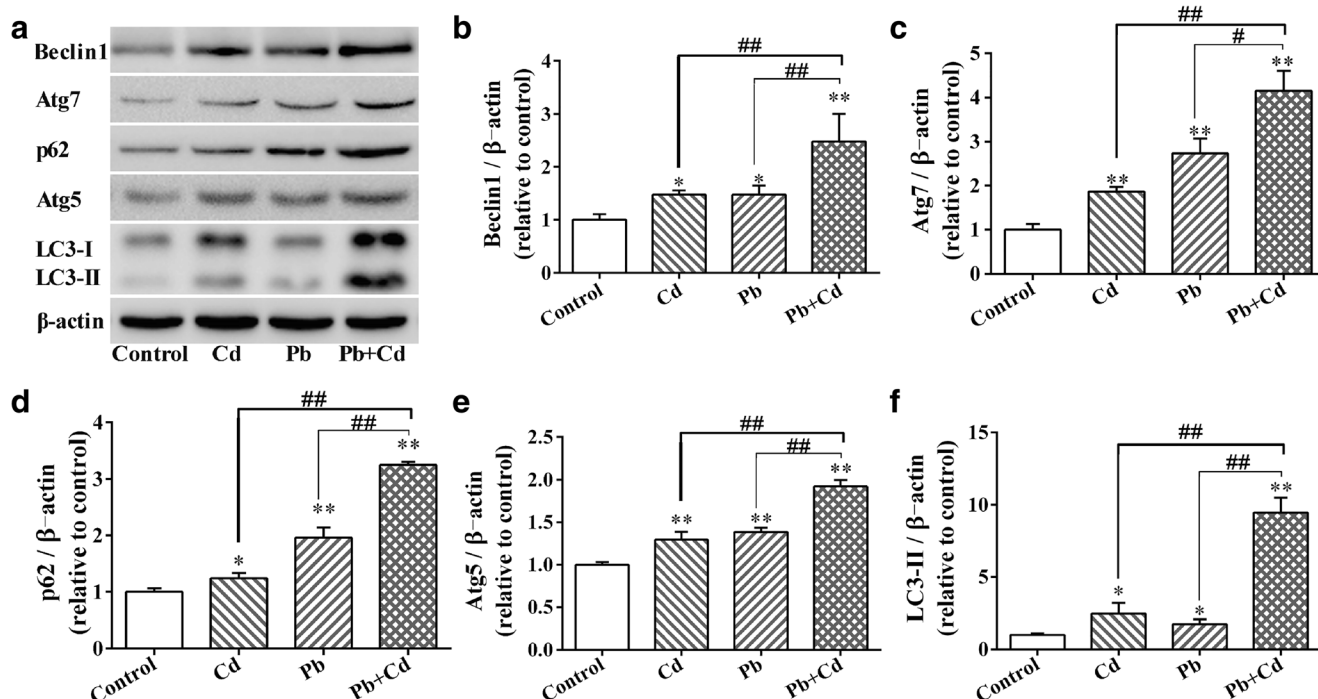 a
Beclin1
Atg7
p62
Atg5
LC3-I
LC3-II
β-actin
Control Cd Pb Pb+Cd
b
Beclin1 / β−actin
(relative to control)
4
3
2
1
0
##
##
*
*
**
Control Cd Pb Pb+Cd
c
Atg7 / β−actin
(relative to control)
5
4
3
2
1
0
##
#
**
**
**
Control Cd Pb Pb+Cd
d
p62 / β−actin
(relative to control)
4
3
2
1
0
##
##
*
**
**
Control Cd Pb Pb+Cd
e
Atg5 / β−actin
(relative to control)
2.5
2.0
1.5
1.0
0.5
0.0
##
##
**
**
**
Control Cd Pb Pb+Cd
f
LC3-II / β−actin
(relative to control)
15
10
5
0
##
##
*
*
**
Control Cd Pb Pb+Cd